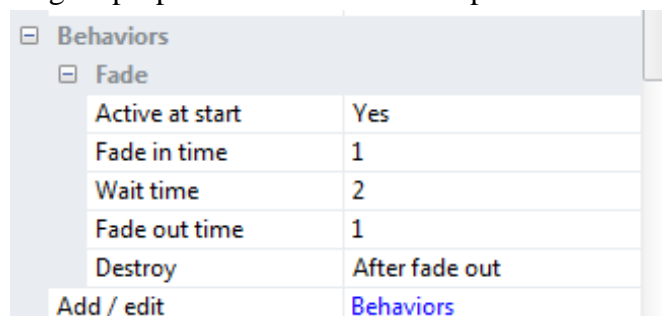 Behaviors
Fade
Active at start Yes
Fade in time 1
Wait time 2
Fade out time 1
Destroy After fade out
Add / edit Behaviors